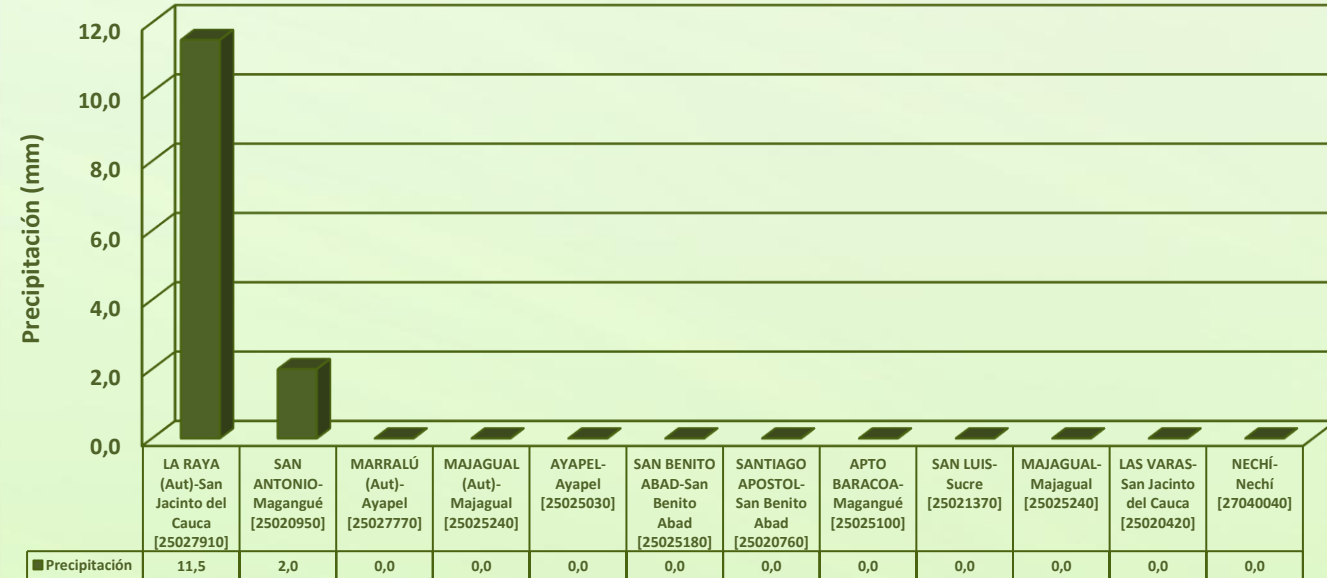 Precipitación (mm)
12,0
10,0
8,0
6,0
4,0
2,0
0,0
LA RAYA
(Aut)-San
Jacinto del
Cauca
[25027910]
SAN
ANTONIO-
Magangué
[25020950]
MARRALÚ
(Aut)-
Ayapel
[25027770]
MAJAGUAL
(Aut)-
Majagual
[25025240]
AYAPEL-
Ayapel
[25025030]
SAN BENITO
ABAD-San
Benito
Abad
[25025180]
SANTIAGO
APOSTOL-
San Benito
Abad
[25020760]
APTO
BARACOA-
Magangué
[25025100]
SAN LUIS-
Sucre
[25021370]
MAJAGUAL-
Majagual
[25025240]
LAS VARAS-
San Jacinto
del Cauca
[25020420]
NECHÍ-
Nechí
[27040040]
Precipitación 11,5 2,0 0,0 0,0 0,0 0,0 0,0 0,0 0,0 0,0 0,0 0,0